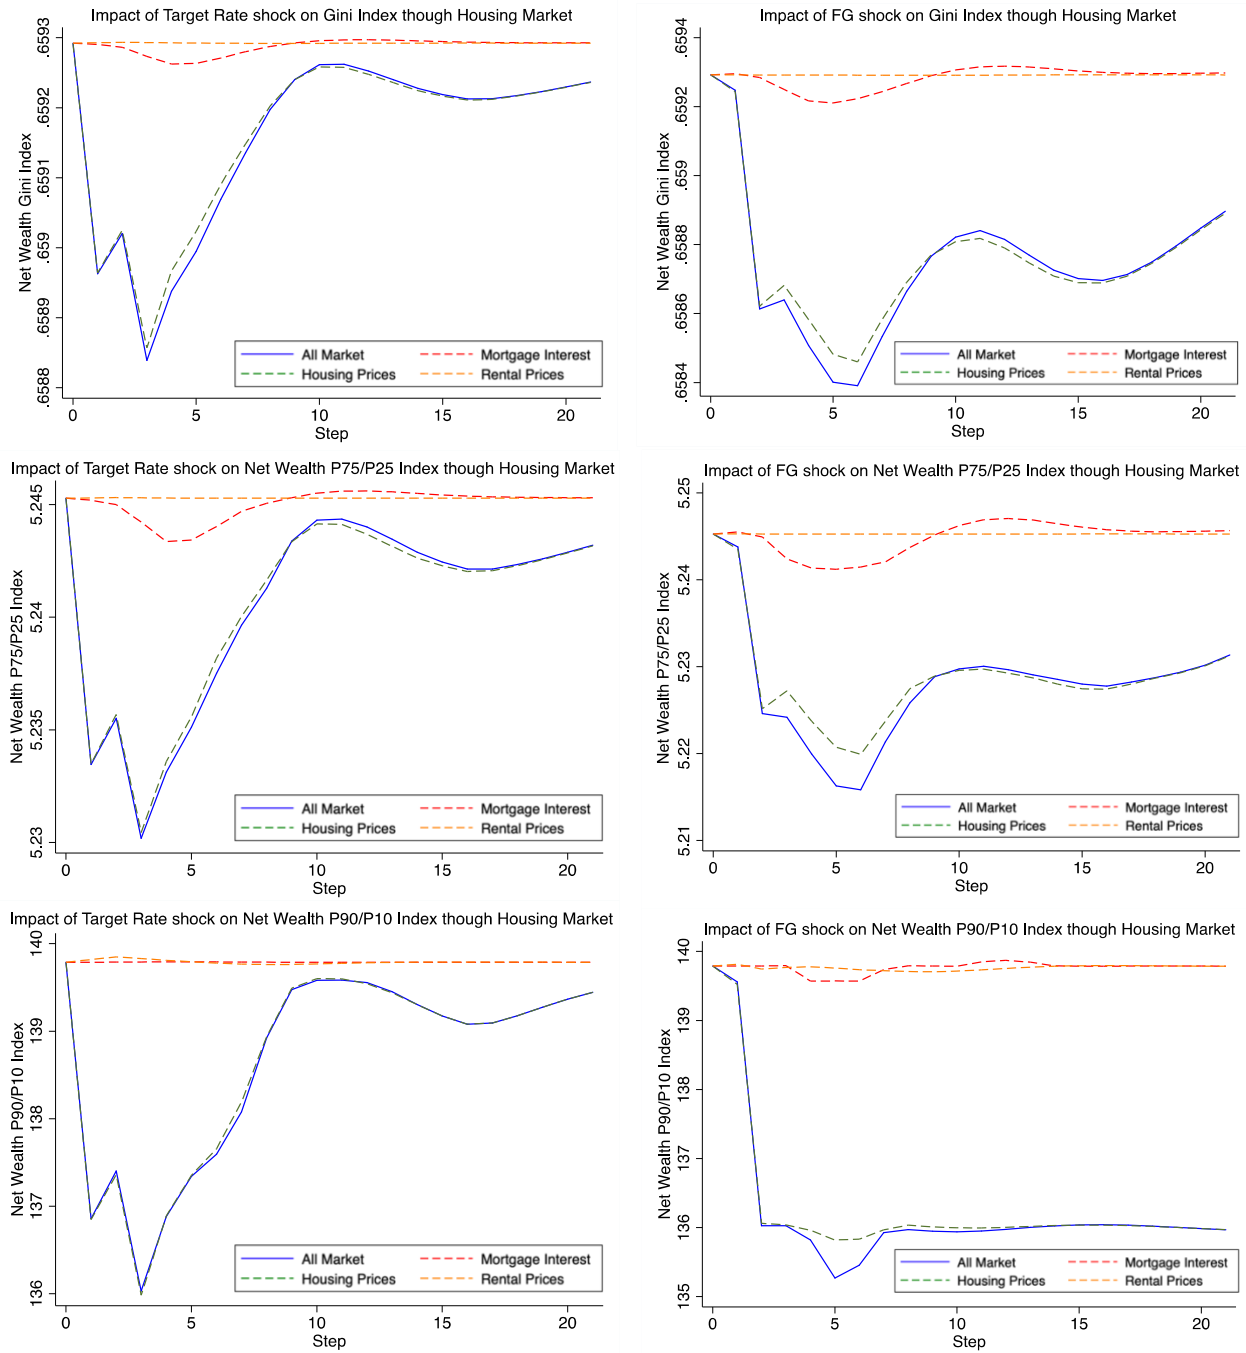 Impact of Target Rate shock on Gini Index though Housing Market
Net Wealth Gini Index
.6593
.6592
.6591
.659
.6589
.6588
All Market
Mortgage Interest
Housing Prices
Rental Prices
0 5 10 15 20
Step
Impact of FG shock on Gini Index though Housing Market
Net Wealth Gini Index
.6594
.6592
.659
.6588
.6586
.6584
All Market
Mortgage Interest
Housing Prices
Rental Prices
0 5 10 15 20
Step
Impact of Target Rate shock on Net Wealth P75/P25 Index though Housing Market
Net Wealth P75/P25 Index
5.245
5.24
5.235
5.23
All Market
Mortgage Interest
Housing Prices
Rental Prices
0 5 10 15 20
Step
Impact of FG shock on Net Wealth P75/P25 Index though Housing Market
Net Wealth P75/P25 Index
5.25
5.24
5.23
5.22
5.21
All Market
Mortgage Interest
Housing Prices
Rental Prices
0 5 10 15 20
Step
Impact of Target Rate shock on Net Wealth P90/P10 Index though Housing Market
Net Wealth P90/P10 Index
140
139
138
137
136
All Market
Mortgage Interest
Housing Prices
Rental Prices
0 5 10 15 20
Step
Impact of FG shock on Net Wealth P90/P10 Index though Housing Market
Net Wealth P90/P10 Index
140
139
138
137
136
135
All Market
Mortgage Interest
Housing Prices
Rental Prices
0 5 10 15 20
Step